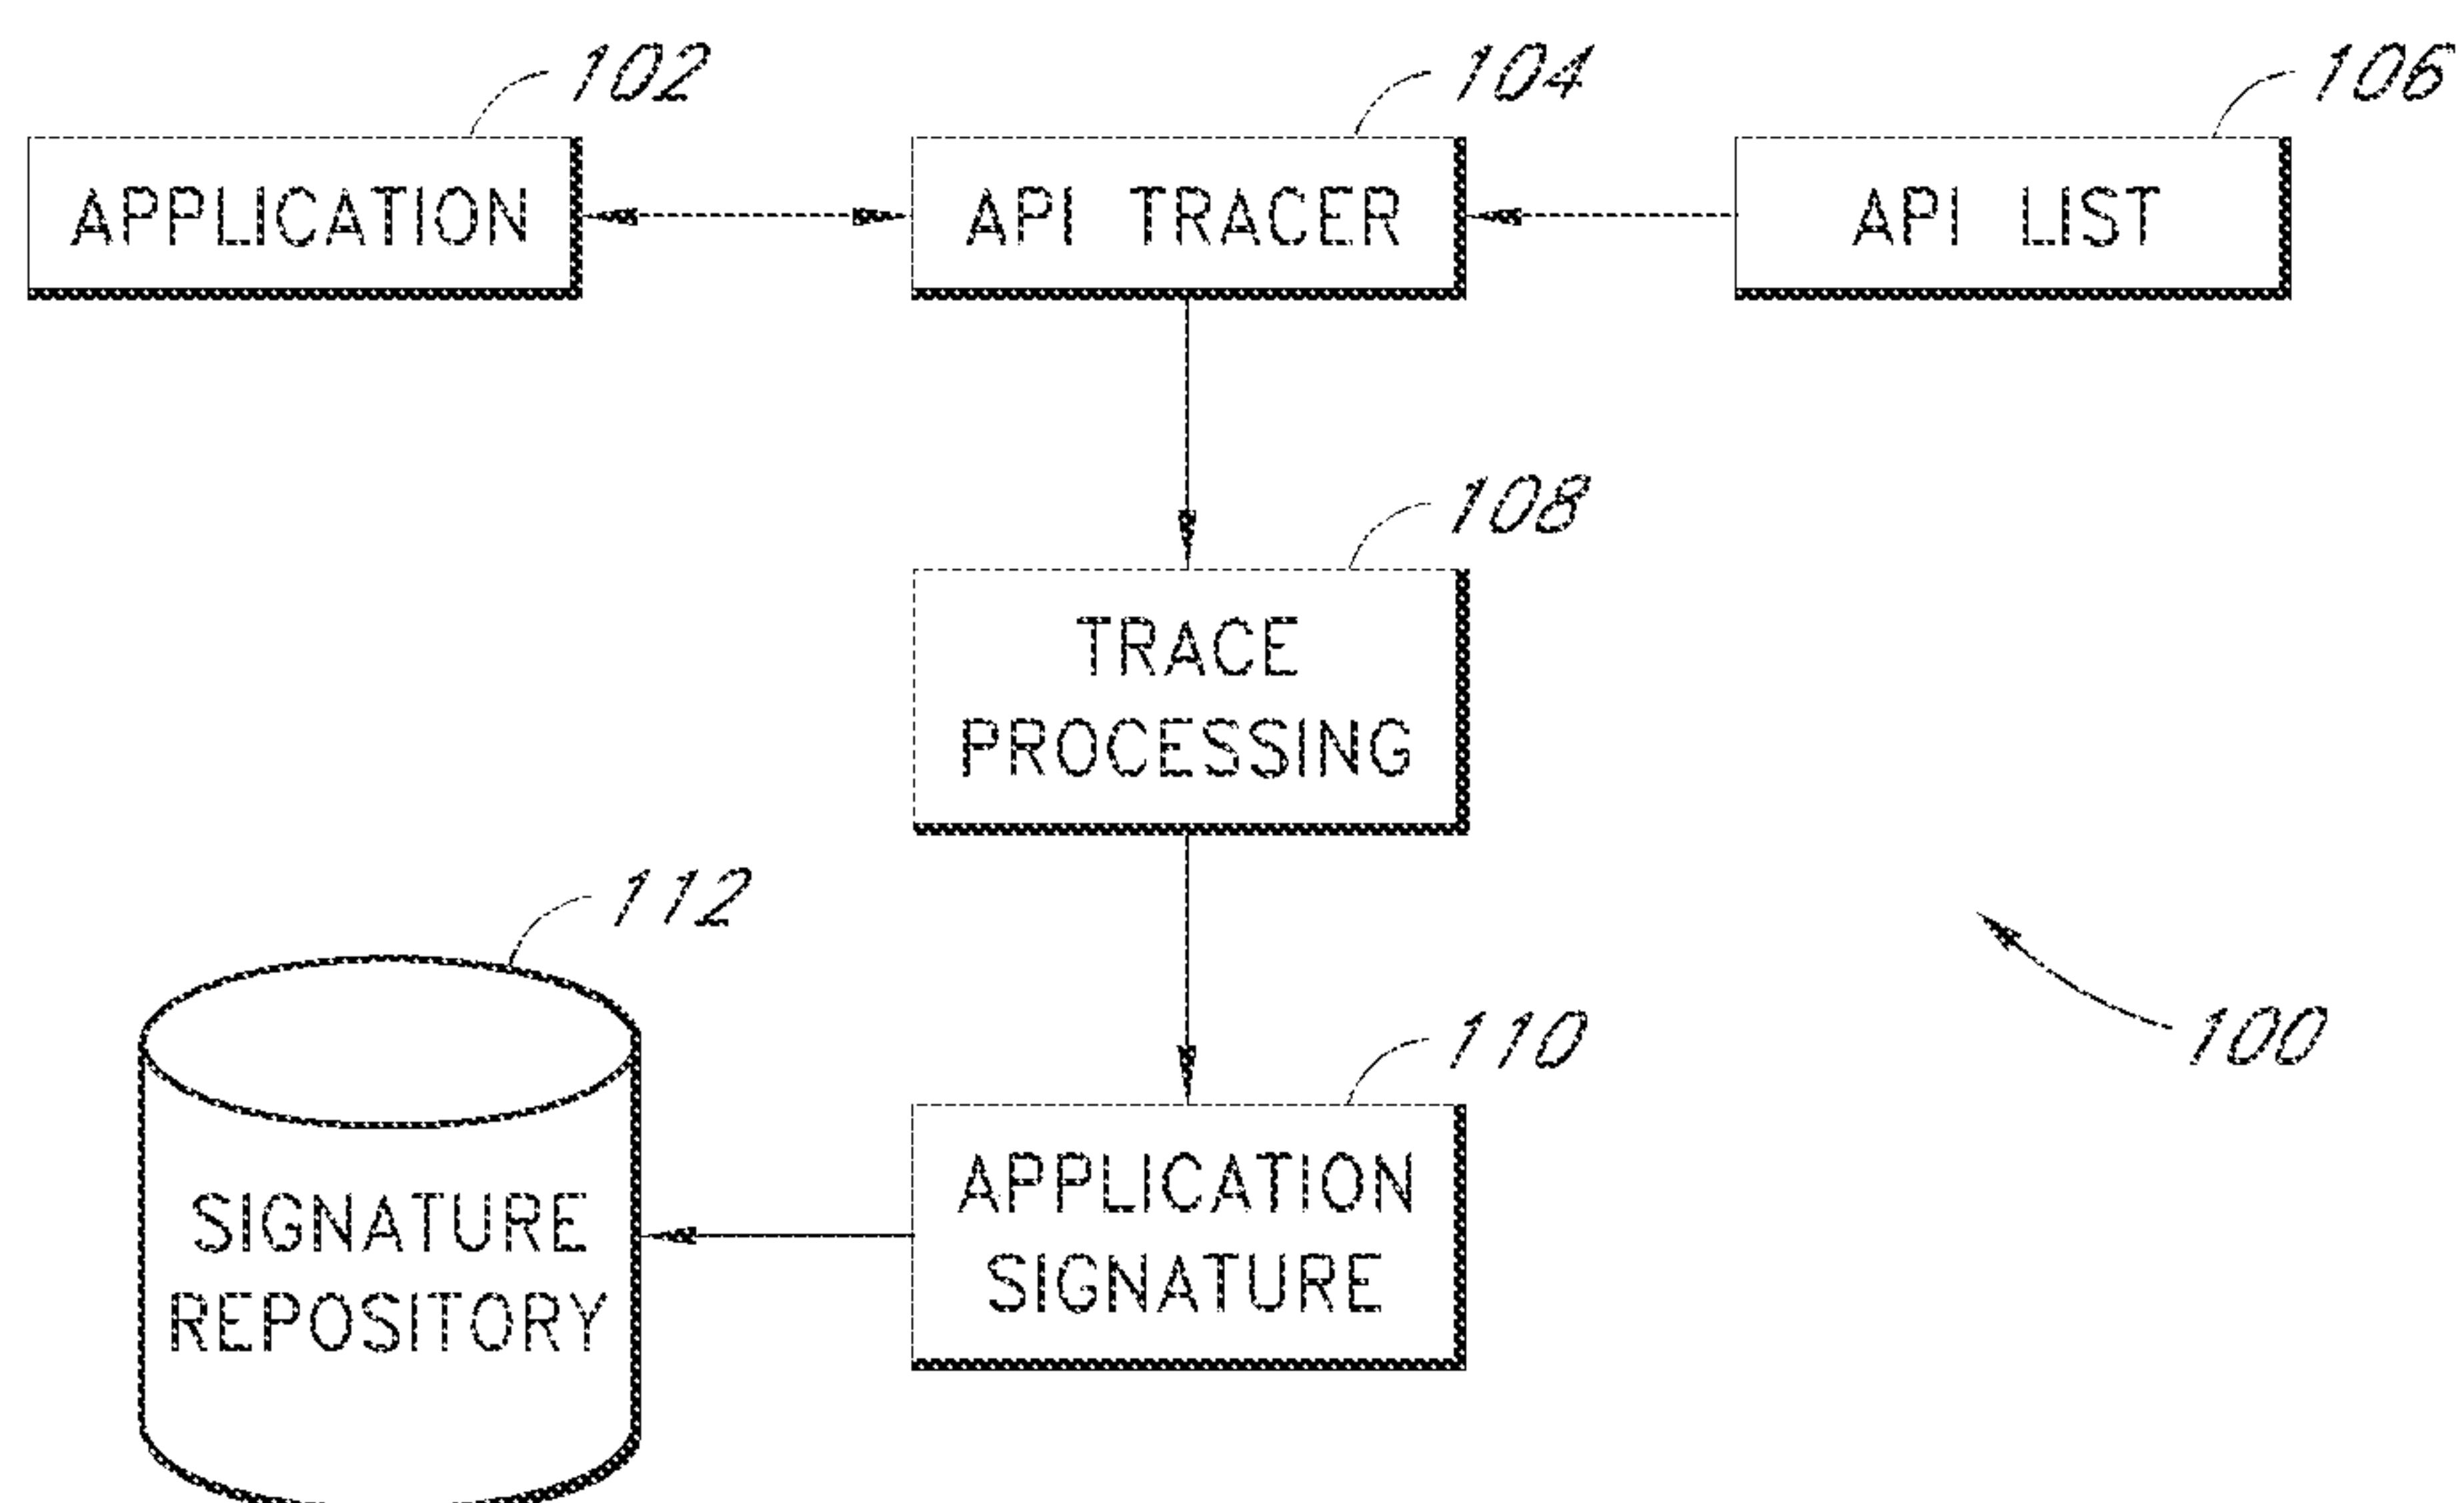 102
104
106
APPLICATION
API TRACER
API LIST
108
TRACE
PROCESSING
112
110
100
APPLICATION
SIGNATURE
SIGNATURE
REPOSITORY